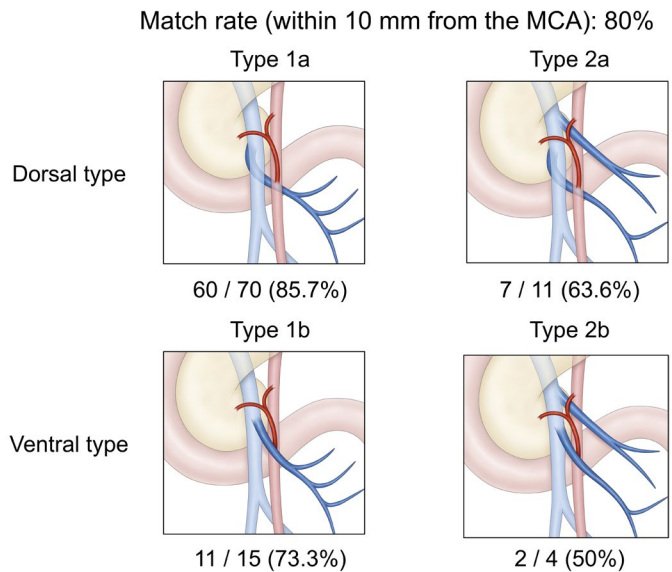 Match rate (within 10 mm from the MCA): 80%
Type 1a
Type 2a
Dorsal type
60 / 70 (85.7%)
7 / 11 (63.6%)
Type 1b
Type 2b
Ventral type
11 / 15 (73.3%)
2 / 4 (50%)